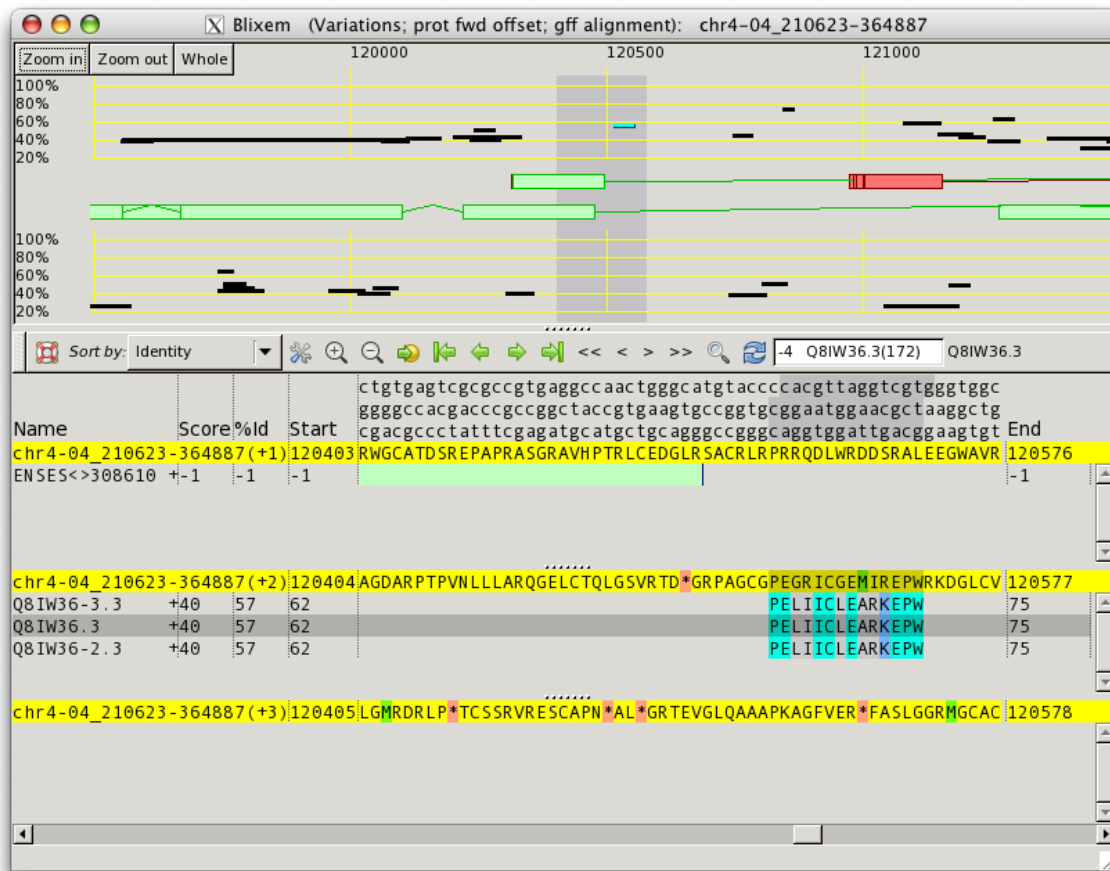 Blixem (Variations; prot fwd offset; gff alignment): chr4-04_210623-364887
Zoom in Zoom out Whole 120000 120500 121000
100%
80%
60%
40%
20%
100%
80%
60%
40%
20%
Sort by: Identity << < > >> -4 Q8IW36.3(172) Q8IW36.3
ctgtgagtcgcgccgtgaggccaactgggcatgtaccccacgttaggtcgtgggtggc
ggggccacgacccgccggctaccgtgaagtgccggtgcggaatggaacgctaaggctg
Name Score %Id Start cgacgccctatttcgagatgcatgctgcagggccgggcaggtggattgacggaagtgt End
chr4-04_210623-364887(+1) 120403 RWGCATDSREPAPRASGRAVHPTRLCEDGLRSACRLRPRRQDLWRDDSRALEEGWAVR 120576
ENSES<>308610 + -1 -1 -1 -1
chr4-04_210623-364887(+2) 120404 AGDARPTPVNLLLARQGELCTQLGSVRTD*GRPAGCGPEGRICGEMIREPWRKDGLCV 120577
Q8IW36-3.3 + 40 57 62 PELIICLEARKEPW 75
Q8IW36.3 + 40 57 62 PELIICLEARKEPW 75
Q8IW36-2.3 + 40 57 62 PELIICLEARKEPW 75
chr4-04_210623-364887(+3) 120405 LGMRDRLP*TCSSRVRESCAPN*AL*GRTEVGLQAAAPKAGFVER*FASLGGRMGCAC 120578